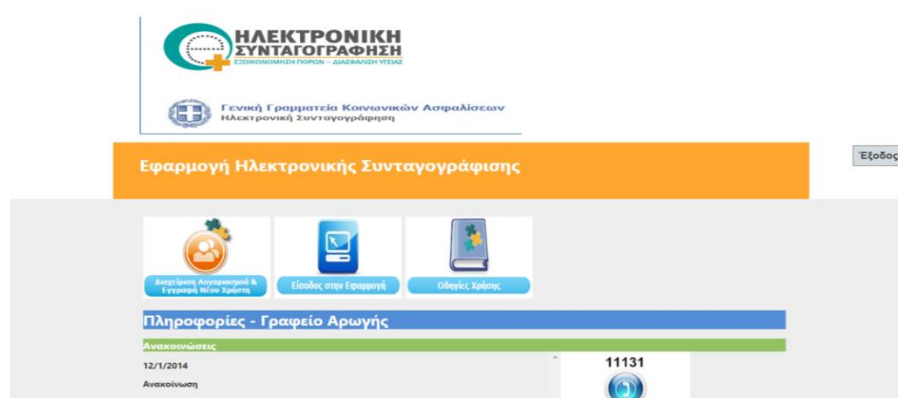 ΗΛΕΚΤΡΟΝΙΚΗ
ΣΥΝΤΑΓΟΓΡΑΦΗΣΗ
ΕΞΟΙΚΟΝΟΜΗΣΗ ΠΟΡΩΝ – ΔΙΑΣΦΑΛΙΣΗ ΥΓΕΙΑΣ
Γενική Γραμματεία Κοινωνικών Ασφαλίσεων
Ηλεκτρονική Συνταγογράφηση
Εφαρμογή Ηλεκτρονικής Συνταγογράφισης
Έξοδος
Διαχείριση Λογαριασμού &
Εγγραφή Νέου Χρήστη
Είσοδος στην Εφαρμογή
Οδηγίες Χρήσης
Πληροφορίες - Γραφείο Αρωγής
Ανακοινώσεις
12/1/2014
11131
Ανακοίνωση